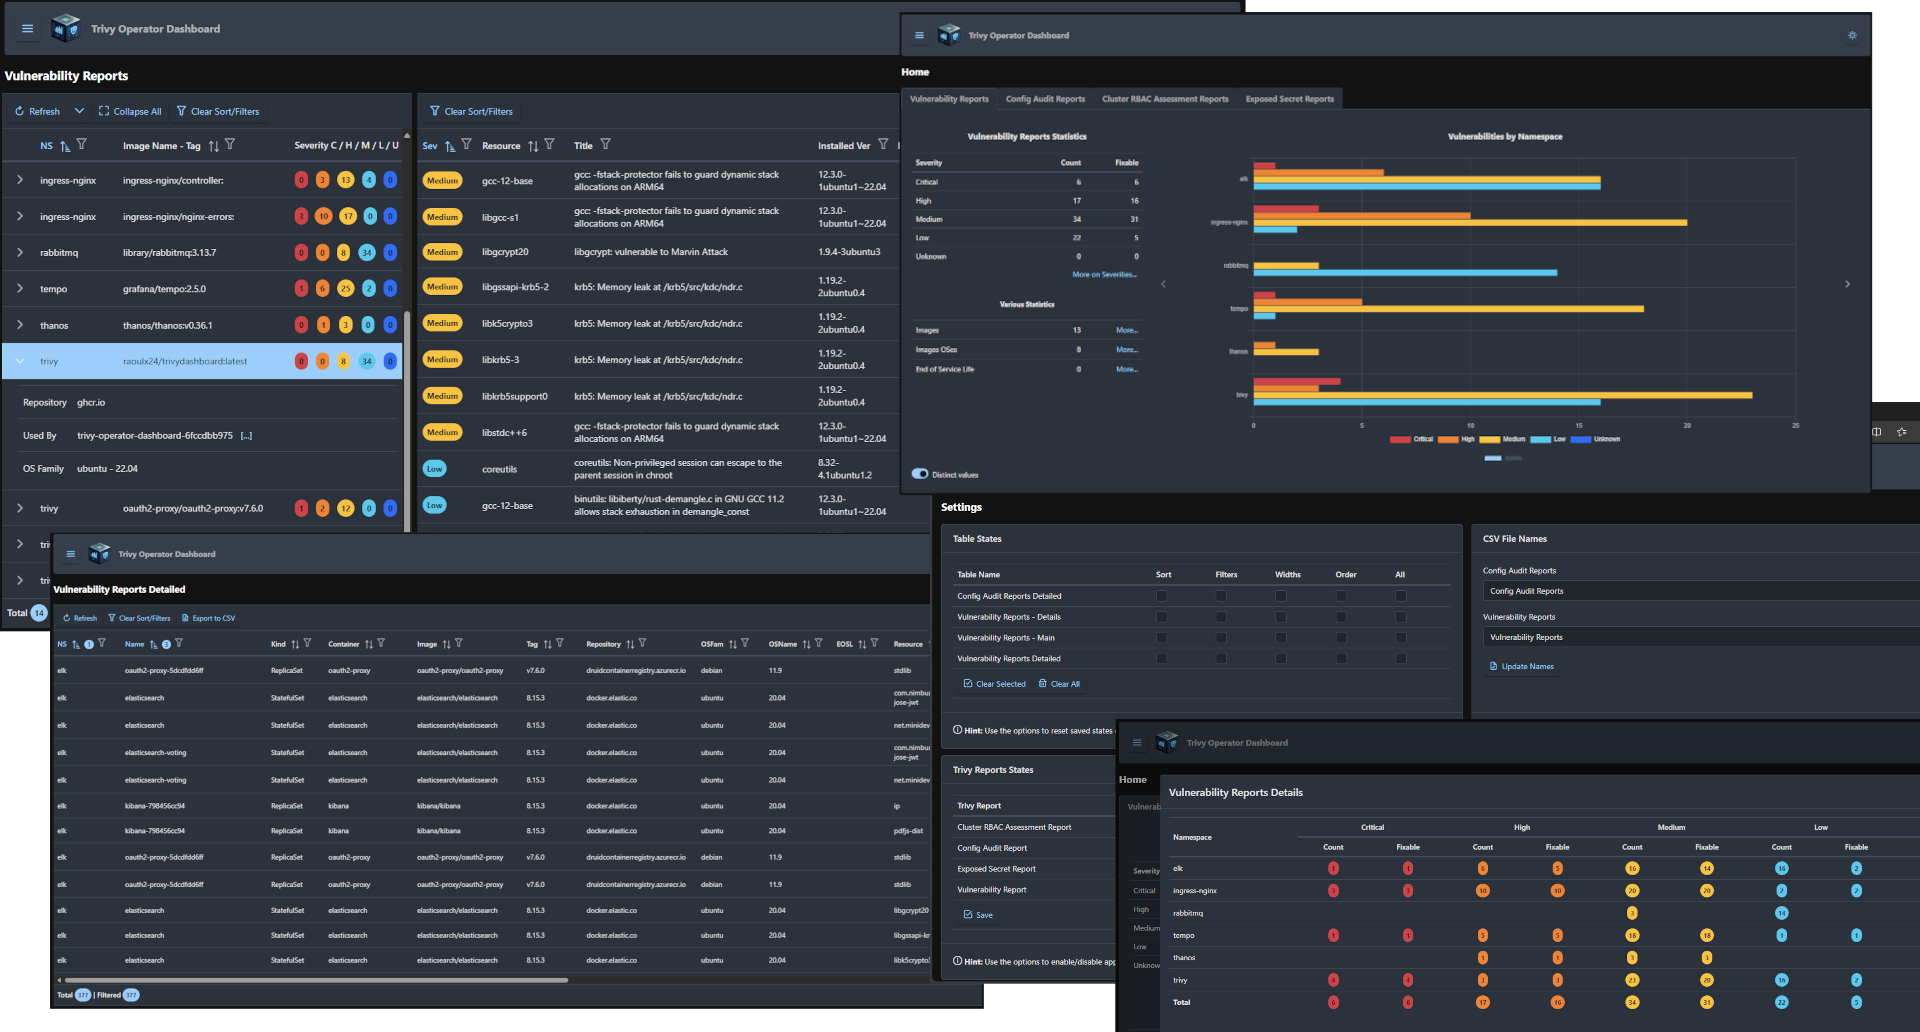 Trivy Operator Dashboard
Vulnerability Reports
Refresh Collapse All Clear Sort/Filters
NS Image Name - Tag Severity C / H / M / L / U
ingress-nginx ingress-nginx/controller: 0 3 13 4 0
ingress-nginx ingress-nginx/nginx-errors: 3 10 17 0 0
rabbitmq library/rabbitmq:3.13.7 0 0 8 34 0
tempo grafana/tempo:2.5.0 1 6 25 2 0
thanos thanos/thanos:v0.36.1 0 1 3 0 0
trivy raoulx24/trivydashboard:latest 0 0 8 34 0
Repository ghcr.io
Used By trivy-operator-dashboard-6fccdbb975 [...]
OS Family ubuntu - 22.04
trivy oauth2-proxy/oauth2-proxy:v7.6.0 1 2 12 0 0
Total 14
Clear Sort/Filters
Sev Resource Title Installed Ver
Medium gcc-12-base gcc: -fstack-protector fails to guard dynamic stack 12.3.0-
allocations on ARM64 1ubuntu1~22.04
Medium libgcc-s1 gcc: -fstack-protector fails to guard dynamic stack 12.3.0-
allocations on ARM64 1ubuntu1~22.04
Medium libgcrypt20 libgcrypt: vulnerable to Marvin Attack 1.9.4-3ubuntu3
Medium libgssapi-krb5-2 krb5: Memory leak at /krb5/src/kdc/ndr.c 1.19.2-
2ubuntu0.4
Medium libk5crypto3 krb5: Memory leak at /krb5/src/kdc/ndr.c 1.19.2-
2ubuntu0.4
Medium libkrb5-3 krb5: Memory leak at /krb5/src/kdc/ndr.c 1.19.2-
2ubuntu0.4
Medium libkrb5support0 krb5: Memory leak at /krb5/src/kdc/ndr.c 1.19.2-
2ubuntu0.4
Medium libstdc++6 gcc: -fstack-protector fails to guard dynamic stack 12.3.0-
allocations on ARM64 1ubuntu1~22.04
Low coreutils coreutils: Non-privileged session can escape to the 8.32-
parent session in chroot 4.1ubuntu1.2
Low gcc-12-base binutils: libiberty/rust-demangle.c in GNU GCC 11.2 12.3.0-
allows stack exhaustion in demangle_const 1ubuntu1~22.04
Trivy Operator Dashboard
Home
Vulnerability Reports Config Audit Reports Cluster RBAC Assessment Reports Exposed Secret Reports
Vulnerability Reports Statistics
Severity Count Fixable
Critical 6 6
High 17 16
Medium 34 31
Low 22 5
Unknown 0 0
More on Severities...
Various Statistics
Images 13 More...
Images OSes 8 More...
End of Service Life 0 More...
Distinct values
Vulnerabilities by Namespace
elk
ingress-nginx
rabbitmq
tempo
thanos
trivy
0 5 10 15 20 25
Critical High Medium Low Unknown
Trivy Operator Dashboard
Vulnerability Reports Detailed
Refresh Clear Sort/Filters Export to CSV
NS 1 Name 3 Kind Container Image Tag Repository OSFam OSName EOSL Resource
elk oauth2-proxy-5dcdfdd6ff ReplicaSet oauth2-proxy oauth2-proxy/oauth2-proxy v7.6.0 druidcontainerregistry.azurecr.io debian 11.9 stdlib
elk elasticsearch StatefulSet elasticsearch elasticsearch/elasticsearch 8.15.3 docker.elastic.co ubuntu 20.04 com.nimbus
jose-jwt
elk elasticsearch StatefulSet elasticsearch elasticsearch/elasticsearch 8.15.3 docker.elastic.co ubuntu 20.04 net.minidev
elk elasticsearch-voting StatefulSet elasticsearch elasticsearch/elasticsearch 8.15.3 docker.elastic.co ubuntu 20.04 com.nimbus
jose-jwt
elk elasticsearch-voting StatefulSet elasticsearch elasticsearch/elasticsearch 8.15.3 docker.elastic.co ubuntu 20.04 net.minidev
elk kibana-798456cc94 ReplicaSet kibana kibana/kibana 8.15.3 docker.elastic.co ubuntu 20.04 ip
elk kibana-798456cc94 ReplicaSet kibana kibana/kibana 8.15.3 docker.elastic.co ubuntu 20.04 pdfjs-dist
elk oauth2-proxy-5dcdfdd6ff ReplicaSet oauth2-proxy oauth2-proxy/oauth2-proxy v7.6.0 druidcontainerregistry.azurecr.io debian 11.9 stdlib
elk oauth2-proxy-5dcdfdd6ff ReplicaSet oauth2-proxy oauth2-proxy/oauth2-proxy v7.6.0 druidcontainerregistry.azurecr.io debian 11.9 stdlib
elk elasticsearch StatefulSet elasticsearch elasticsearch/elasticsearch 8.15.3 docker.elastic.co ubuntu 20.04 libgcrypt20
elk elasticsearch StatefulSet elasticsearch elasticsearch/elasticsearch 8.15.3 docker.elastic.co ubuntu 20.04 libgssapi-kr
elk elasticsearch StatefulSet elasticsearch elasticsearch/elasticsearch 8.15.3 docker.elastic.co ubuntu 20.04 libk5crypto
Total 377 | Filtered 377
Settings
Table States
Table Name Sort Filters Widths Order All
Config Audit Reports Detailed
Vulnerability Reports - Details
Vulnerability Reports - Main
Vulnerability Reports Detailed
Clear Selected Clear All
Hint: Use the options to reset saved states
CSV File Names
Config Audit Reports
Config Audit Reports
Vulnerability Reports
Vulnerability Reports
Update Names
Trivy Reports States
Trivy Report
Cluster RBAC Assessment Report
Config Audit Report
Exposed Secret Report
Vulnerability Report
Save
Hint: Use the options to enable/disable app
Trivy Operator Dashboard
Home
Vulnerab
Severity
Critical
High
Medium
Low
Unknow
Vulnerability Reports Details
Namespace Critical High Medium Low
Count Fixable Count Fixable Count Fixable Count Fixable
elk 1 1 6 5 16 14 16 2
ingress-nginx 3 3 10 10 20 20 2 2
rabbitmq 3 14
tempo 1 1 5 5 18 18 1 1
thanos 1 1 3 3
trivy 4 4 3 3 23 20 16 2
Total 6 6 17 16 34 31 22 5